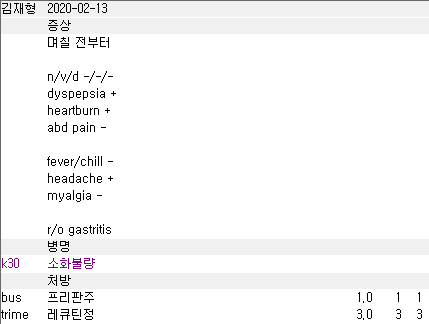 김재형 2020-02-13
증상
며칠 전부터
n/v/d -/-/-
dyspepsia +
heartburn +
abd pain -
fever/chill -
headache +
myalgia -
r/o gastritis
병명
k30 소화불량
처방
bus 프리판주 1,0 1 1
trime 레큐틴정 3,0 3 3